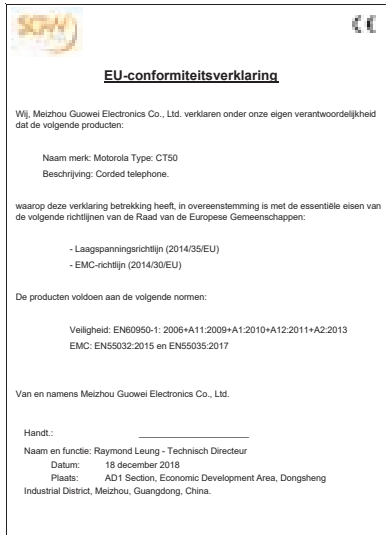 SGW
CE
EU-conformiteitsverklaring
Wij, Meizhou Guowei Electronics Co., Ltd. verklaren onder onze eigen verantwoordelijkheid
dat de volgende producten:
Naam merk: Motorola Type: CT50
Beschrijving: Corded telephone.
waarop deze verklaring betrekking heeft, in overeenstemming is met de essentiële eisen van
de volgende richtlijnen van de Raad van de Europese Gemeenschappen:
- Laagspanningsrichtlijn (2014/35/EU)
- EMC-richtlijn (2014/30/EU)
De producten voldoen aan de volgende normen:
Veiligheid: EN60950-1: 2006+A11:2009+A1:2010+A12:2011+A2:2013
EMC: EN55032:2015 en EN55035:2017
Van en namens Meizhou Guowei Electronics Co., Ltd.
Handt.:
Naam en functie: Raymond Leung - Technisch Directeur
Datum: 18 december 2018
Plaats: AD1 Section, Economic Development Area, Dongsheng
Industrial District, Meizhou, Guangdong, China.